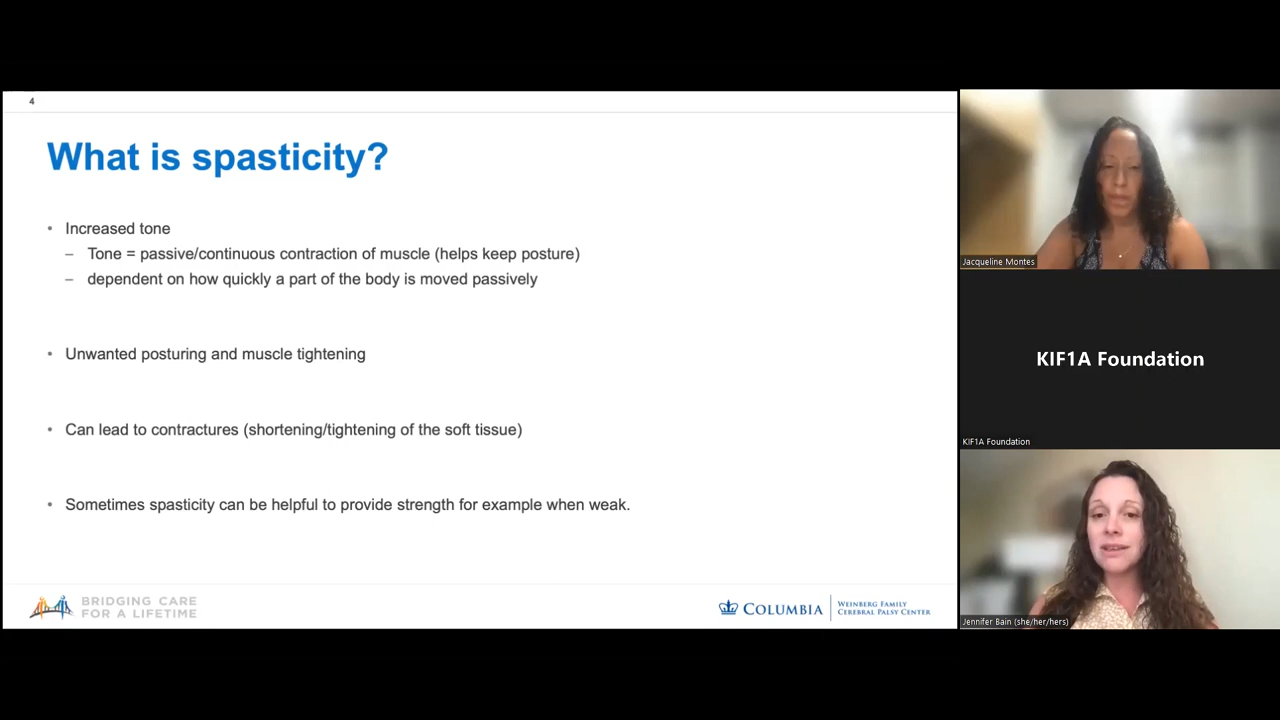 4
What is spasticity?
• Increased tone
– Tone = passive/continuous contraction of muscle (helps keep posture)
– dependent on how quickly a part of the body is moved passively
• Unwanted posturing and muscle tightening
• Can lead to contractures (shortening/tightening of the soft tissue)
• Sometimes spasticity can be helpful to provide strength for example when weak.
BRIDGING CARE
FOR A LIFETIME
COLUMBIA
WEINBERG FAMILY
CEREBRAL PALSY CENTER
Jacqueline Montes
KIF1A Foundation
KIF1A Foundation
Jennifer Bain (she/her/hers)